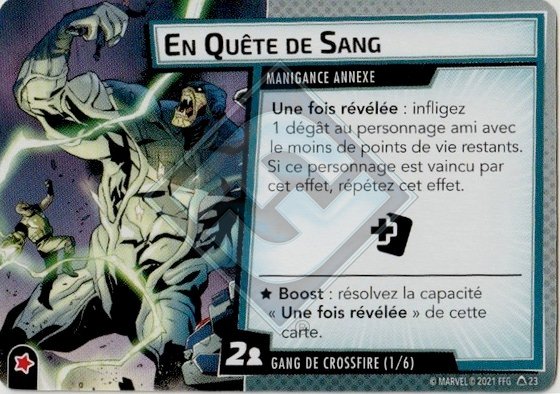 En Quête de Sang
MANIGANCE ANNEXE
Une fois révélée : infligez
1 dégât au personnage ami avec
le moins de points de vie restants.
Si ce personnage est vaincu par
cet effet, répétez cet effet.
★ Boost : résolvez la capacité
« Une fois révélée » de cette
carte.
2
GANG DE CROSSFIRE (1/6)
© MARVEL © 2021 FFG 23